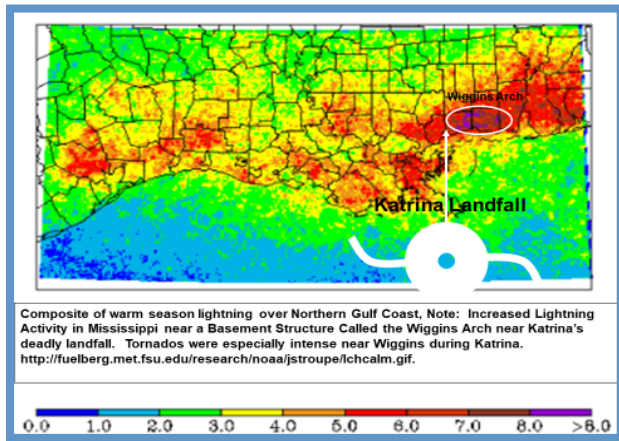 Wiggins Arch
Katrina Landfall
Composite of warm season lightning over Northern Gulf Coast, Note: Increased Lightning
Activity in Mississippi near a Basement Structure Called the Wiggins Arch near Katrina's
deadly landfall. Tornados were especially intense near Wiggins during Katrina.
http://fuelberg.met.fsu.edu/research/noaa/jstroupe/lchcalm.gif.
0.0 1.0 2.0 3.0 4.0 5.0 6.0 7.0 8.0 >8.0